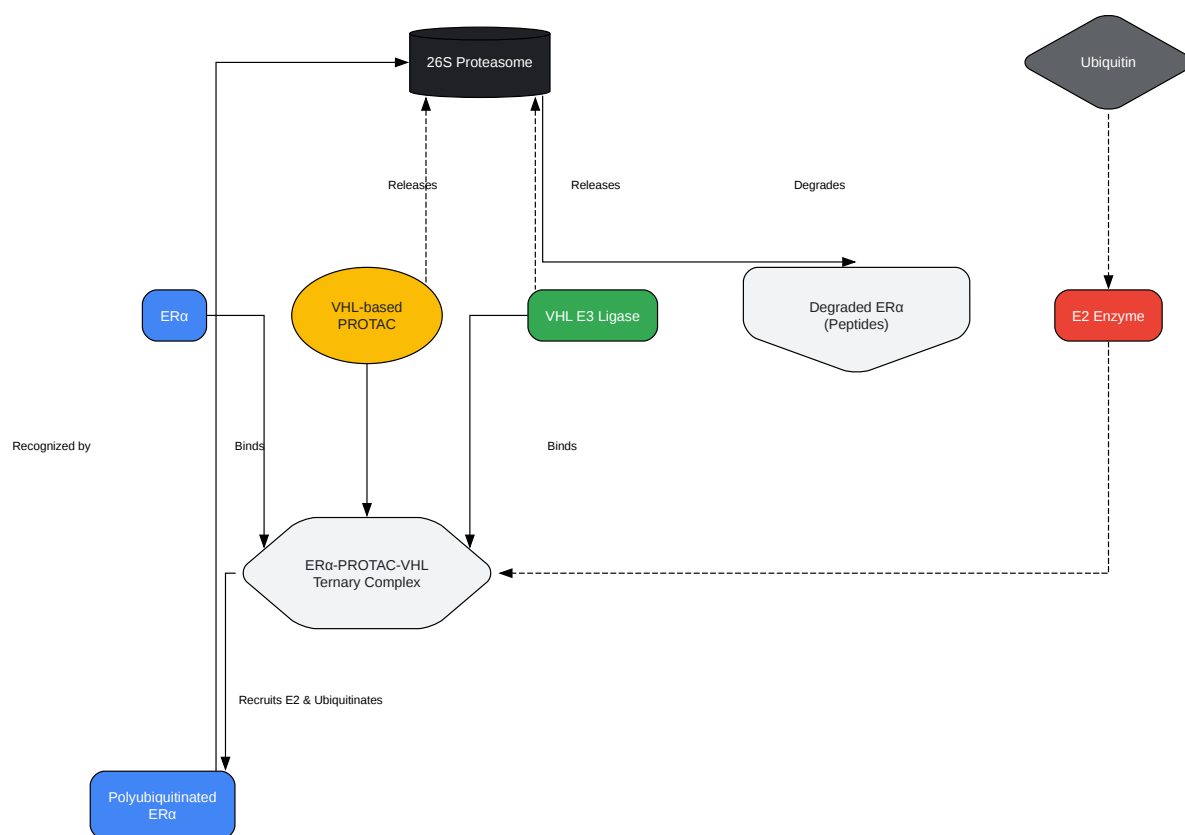 26S Proteasome
Ubiquitin
Releases
Releases
Degrades
ERα
VHL-based
PROTAC
VHL E3 Ligase
Degraded ERα
(Peptides)
E2 Enzyme
Recognized by
Binds
Binds
ERα-PROTAC-VHL
Ternary Complex
Recruits E2 & Ubiquitinates
Polyubiquitinated
ERα